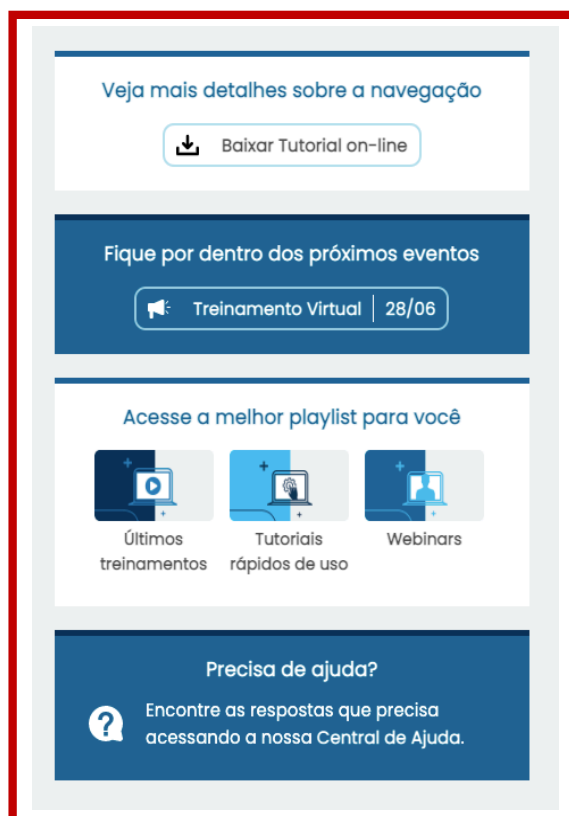 Veja mais detalhes sobre a navegação
Baixar Tutorial on-line
Fique por dentro dos próximos eventos
Treinamento Virtual | 28/06
Acesse a melhor playlist para você
Últimos treinamentos
Tutoriais rápidos de uso
Webinars
Precisa de ajuda?
Encontre as respostas que precisa
acessando a nossa Central de Ajuda.